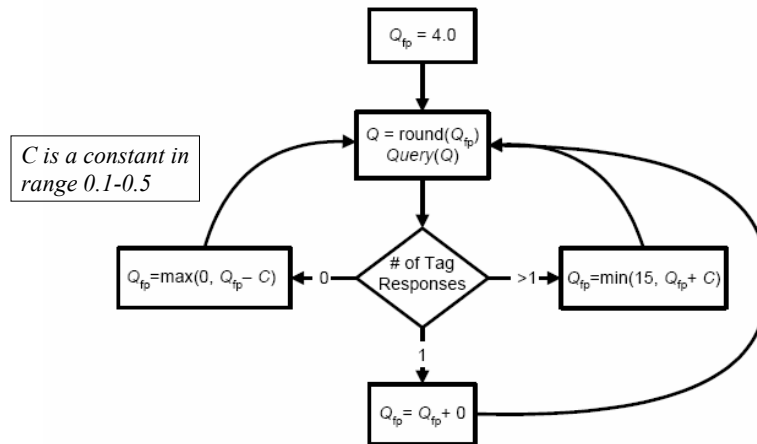 Q_fp = 4.0
C is a constant in
range 0.1-0.5
Q = round(Q_fp)
Query(Q)
# of Tag
Responses
Q_fp=max(0, Q_fp– C)
0
>1
Q_fp=min(15, Q_fp+ C)
1
Q_fp= Q_fp+ 0